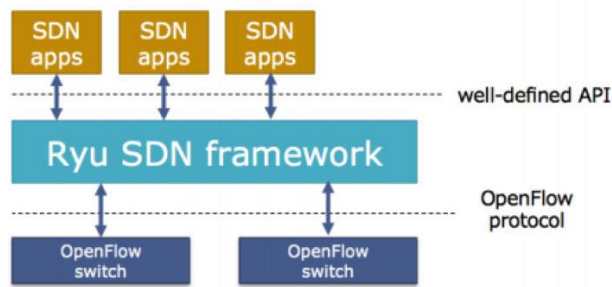 SDN
apps
SDN
apps
SDN
apps
well-defined API
Ryu SDN framework
OpenFlow
protocol
OpenFlow
switch
OpenFlow
switch